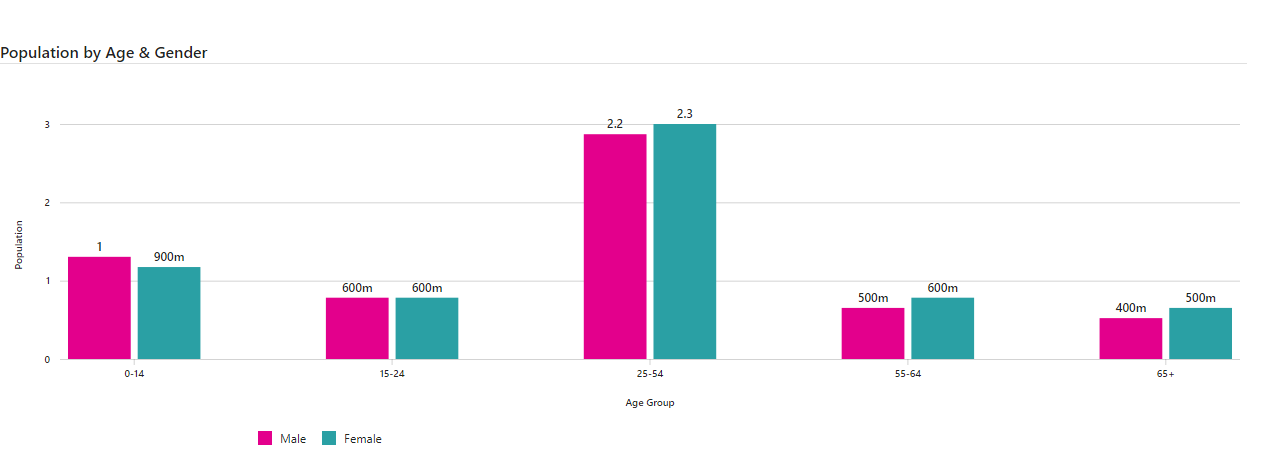 Population by Age & Gender
3
2
1
0
Population
1
900m
600m
600m
2.2
2.3
500m
600m
400m
500m
0-14
15-24
25-54
55-64
65+
Age Group
Male
Female